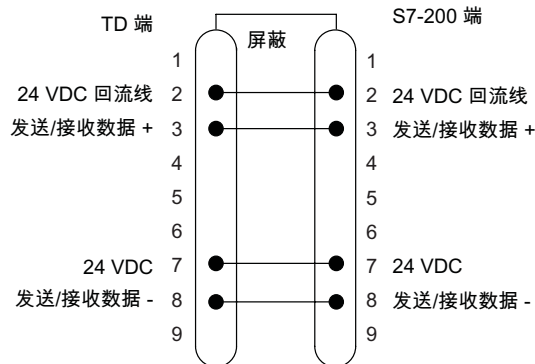 TD 端
S7-200 端
屏蔽
1 1
24 VDC 回流线 2 2 24 VDC 回流线
发送/接收数据 + 3 3 发送/接收数据 +
4 4
5 5
6 6
24 VDC 7 7 24 VDC
发送/接收数据 - 8 8 发送/接收数据 -
9 9